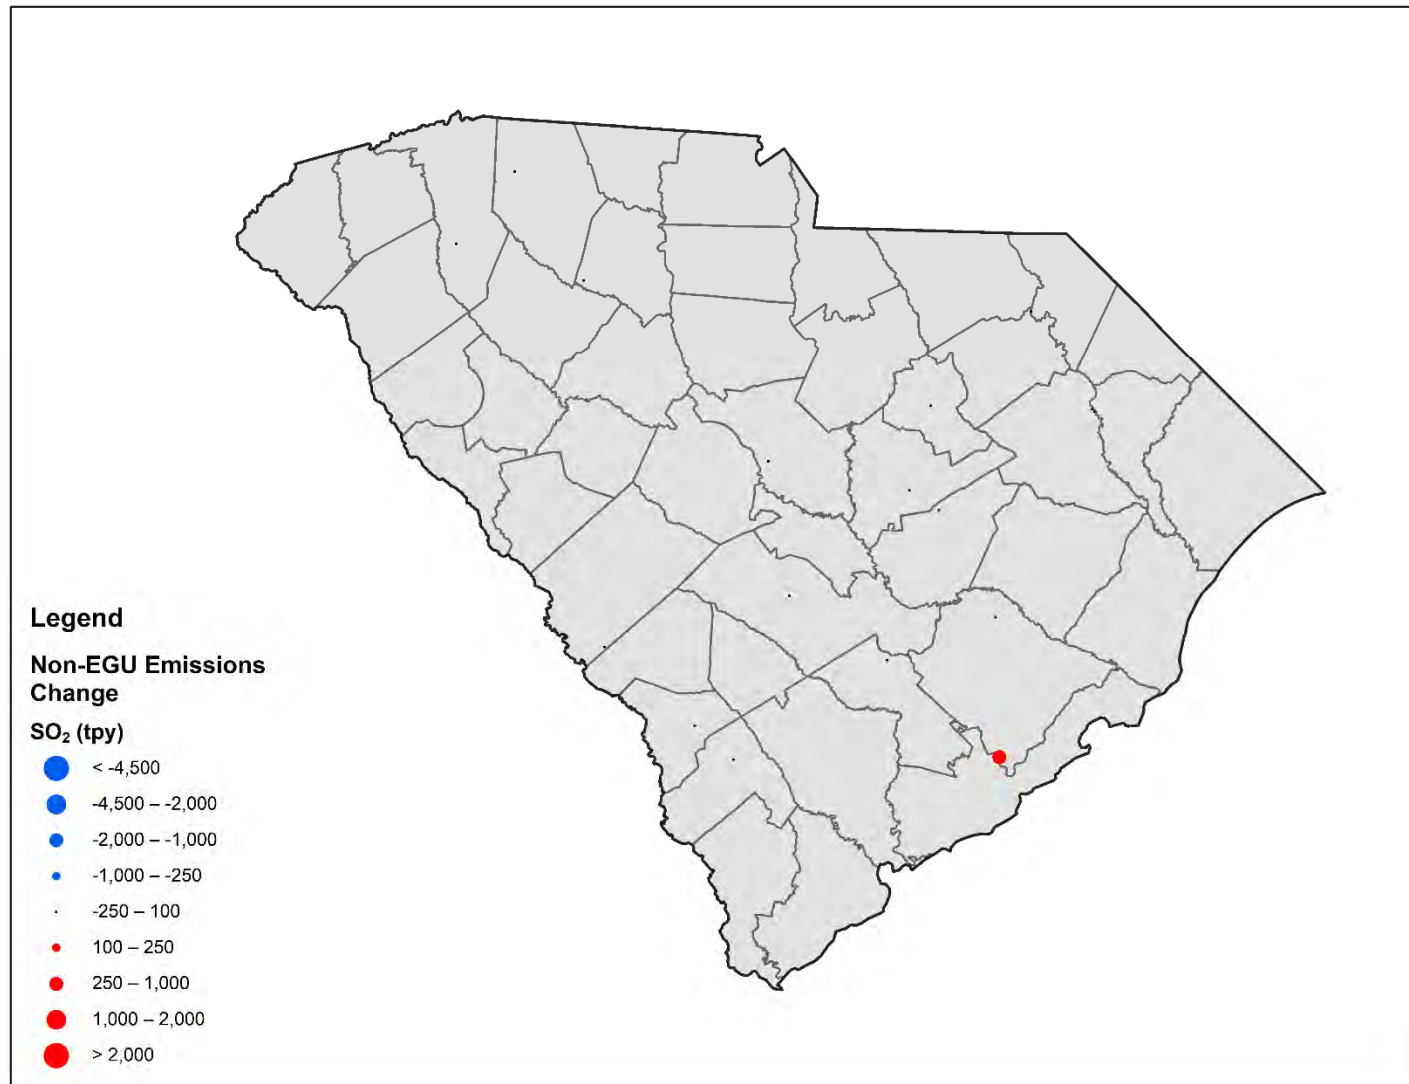 Legend
Non-EGU Emissions
Change
SO₂ (tpy)
< -4,500
-4,500 – -2,000
-2,000 – -1,000
-1,000 – -250
-250 – 100
100 – 250
250 – 1,000
1,000 – 2,000
> 2,000